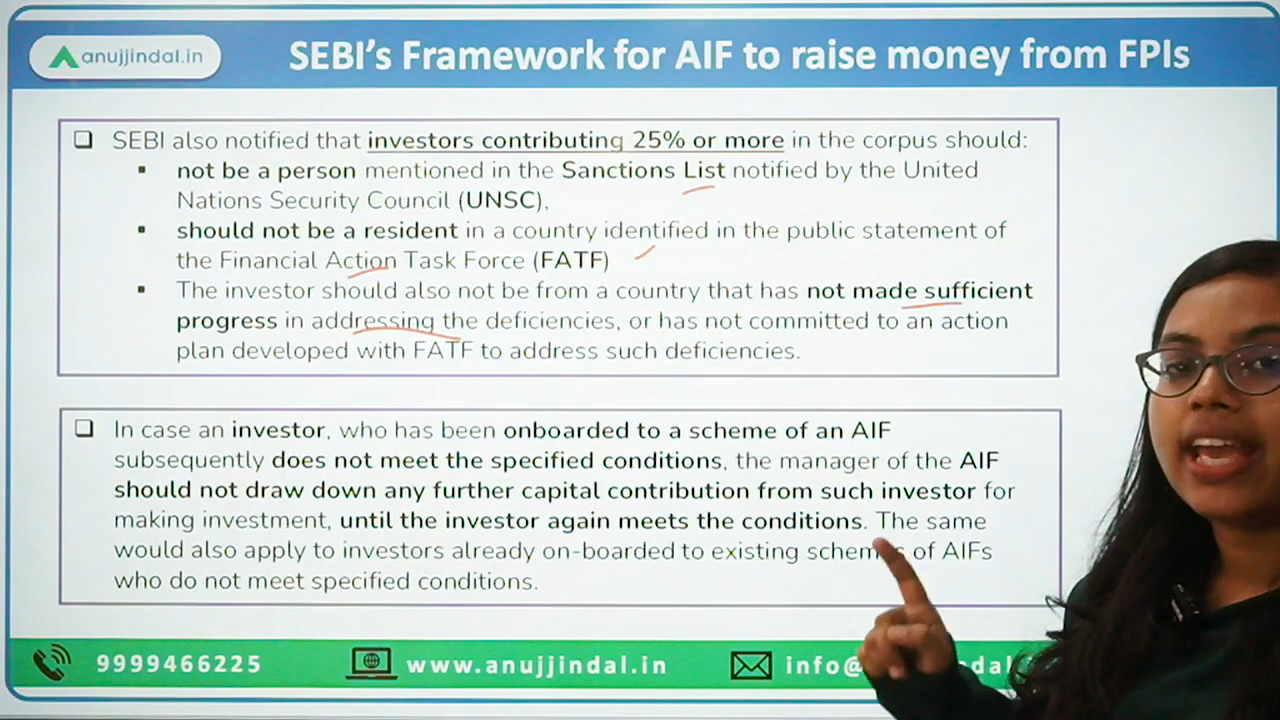 anujjindal.in
SEBI's Framework for AIF to raise money from FPIs
SEBI also notified that investors contributing 25% or more in the corpus should:
not be a person mentioned in the Sanctions List notified by the United
Nations Security Council (UNSC),
should not be a resident in a country identified in the public statement of
the Financial Action Task Force (FATF)
The investor should also not be from a country that has not made sufficient
progress in addressing the deficiencies, or has not committed to an action
plan developed with FATF to address such deficiencies.
In case an investor, who has been onboarded to a scheme of an AIF
subsequently does not meet the specified conditions, the manager of the AIF
should not draw down any further capital contribution from such investor for
making investment, until the investor again meets the conditions. The same
would also apply to investors already on-boarded to existing schemes of AIFs
who do not meet specified conditions.
9999466225 www.anujjindal.in info@